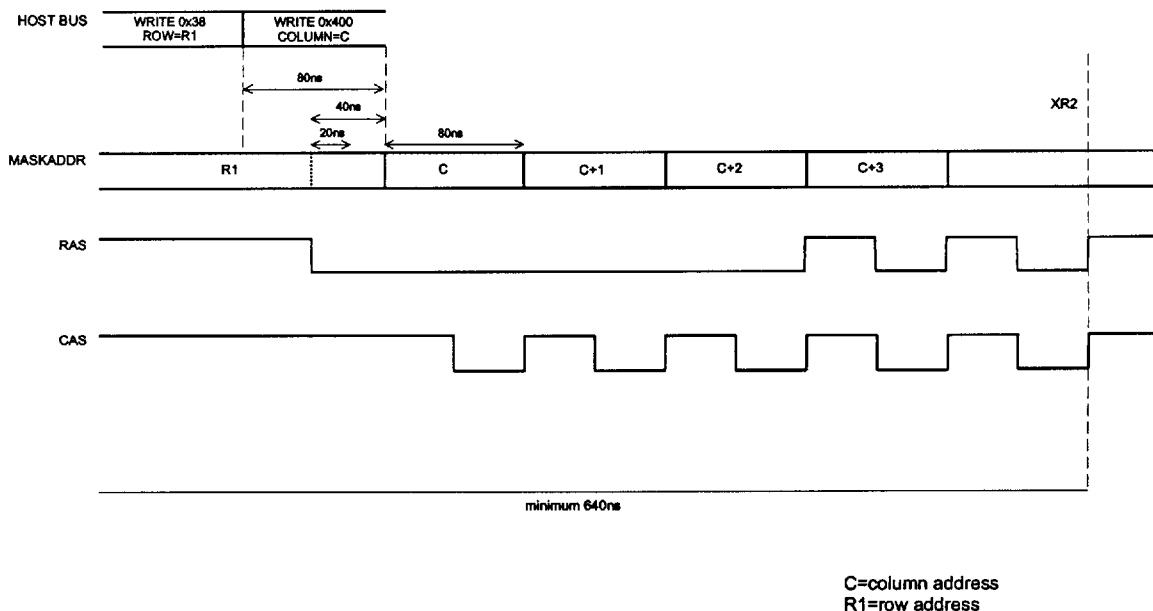 HOST BUS
WRITE 0x38
ROW=R1
WRITE 0x400
COLUMN=C
80ns
40ns
20ns
80ns
XR2
MASKADDR
R1
C
C+1
C+2
C+3
RAS
CAS
minimum 640ns
C=column address
R1=row address